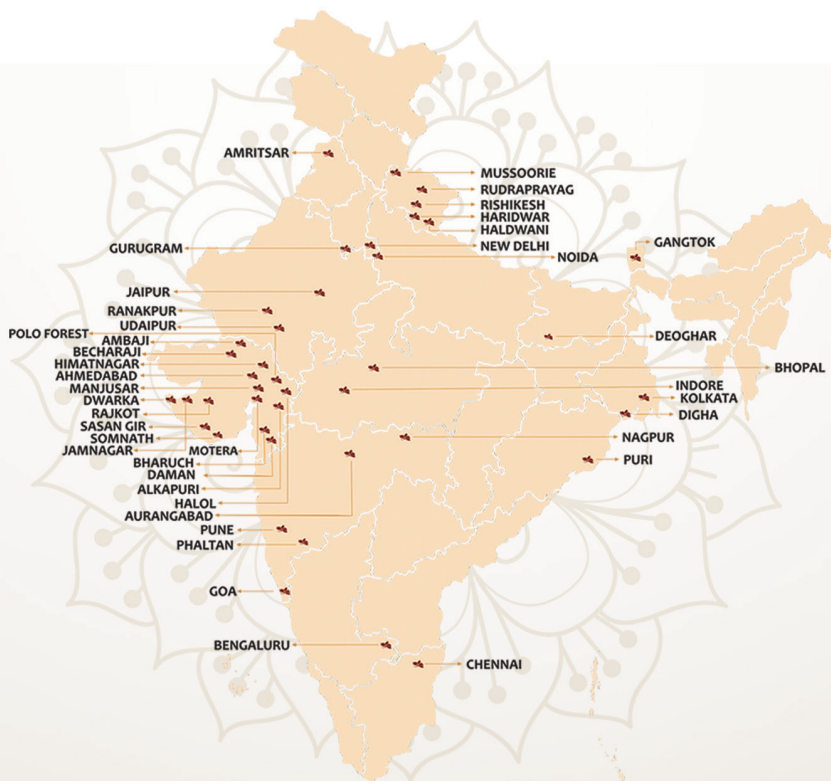 AMRITSAR
MUSSOORIE
RUDRAPRAYAG
RISHIKESH
HARIDWAR
HALDWANI
GURUGRAM
NEW DELHI
NOIDA
GANGTOK
JAIPUR
RANAKPUR
UDAIPUR
POLO FOREST
AMBAJI
BECHARAJI
HIMATNAGAR
AHMEDABAD
MANJUSAR
DWARKA
RAJKOT
SASAN GIR
SOMNATH
JAMNAGAR
MOTERA
BHARUCH
DAMAN
ALKAPURI
HALOL
AURANGABAD
PUNE
PHALTAN
GOA
BENGALURU
DEOGHAR
BHOPAL
INDORE
KOLKATA
DIGHA
NAGPUR
PURI
CHENNAI